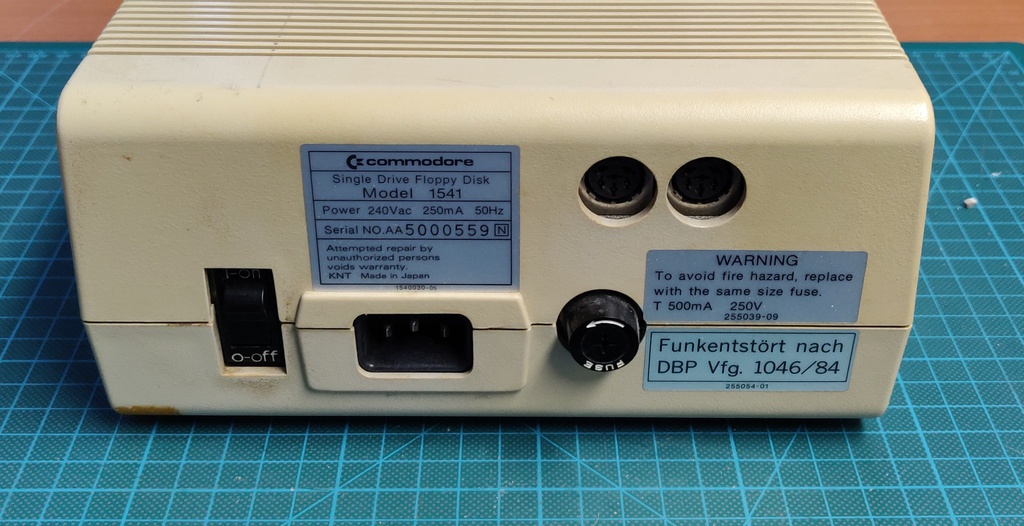 commodore
Single Drive Floppy Disk
Model 1541
Power 240Vac 250mA 50Hz
Serial NO.AA5000559 N
Attempted repair by
unauthorized persons
voids warranty.
KNT Made in Japan
1540030-05
I-on
o-off
FUSE
WARNING
To avoid fire hazard, replace
with the same size fuse.
T 500mA 250V
255039-09
Funkentstört nach
DBP Vfg. 1046/84
255054-01